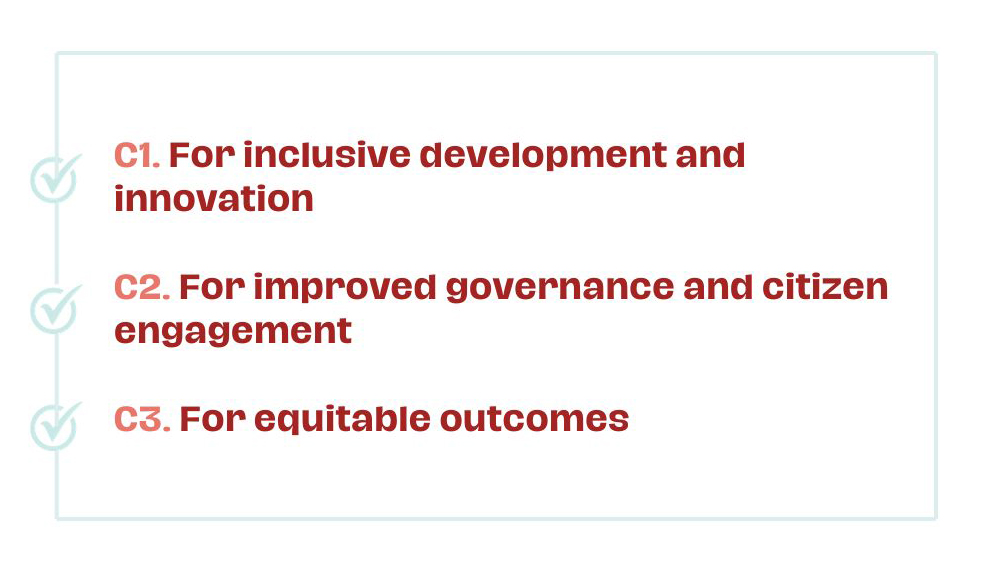 C1. For inclusive development and
innovation
C2. For improved governance and citizen
engagement
C3. For equitable outcomes